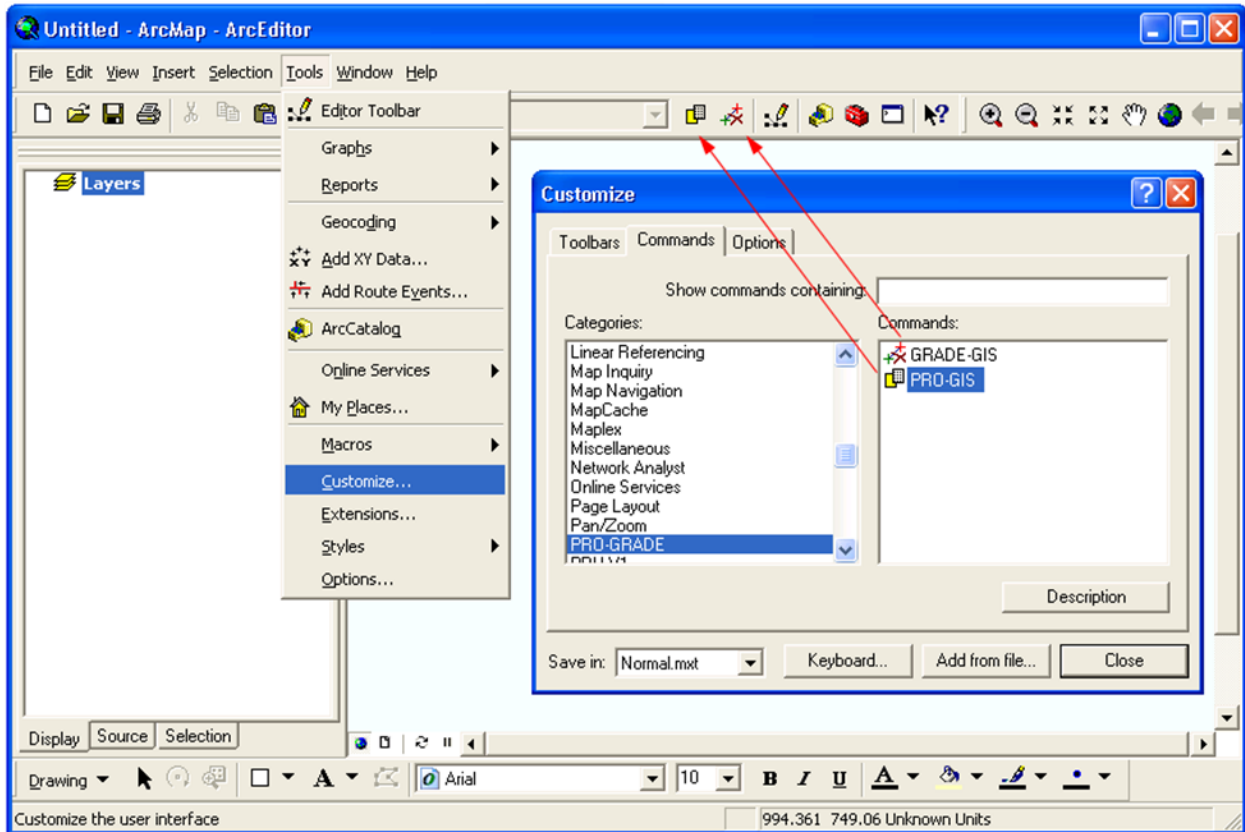 Untitled - ArcMap - ArcEditor
File Edit View Insert Selection Tools Window Help
Editor Toolbar
Graphs
Reports
Geocoding
Add XY Data...
Add Route Events...
ArcCatalog
Online Services
My Places...
Macros
Customize...
Extensions...
Styles
Options...
Layers
Customize
Toolbars Commands Options
Show commands containing:
Categories:
Linear Referencing
Map Inquiry
Map Navigation
MapCache
Maplex
Miscellaneous
Network Analyst
Online Services
Page Layout
Pan/Zoom
PRO-GRADE
Commands:
GRADE-GIS
PRO-GIS
Description
Save in: Normal.mxt Keyboard... Add from file... Close
Display Source Selection
Drawing A Arial 10 B I U A
Customize the user interface 994.361 749.06 Unknown Units